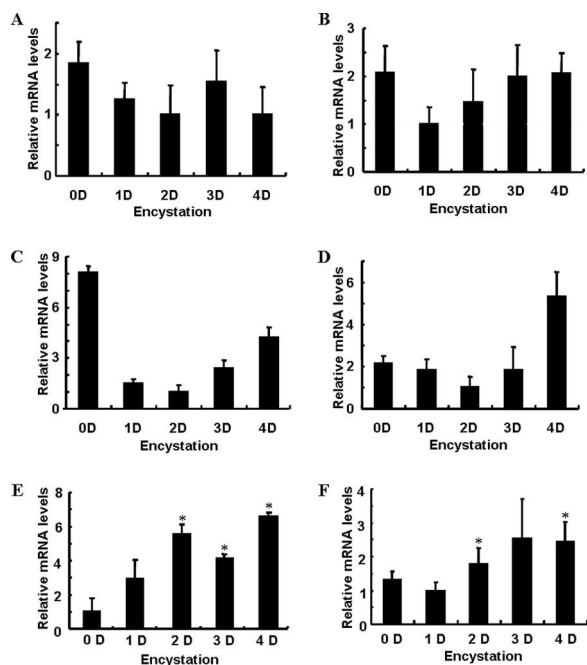 A
Relative mRNA levels
2
1
0
0D 1D 2D 3D 4D
Encystation
B
Relative mRNA levels
3
2
1
0
0D 1D 2D 3D 4D
Encystation
C
Relative mRNA levels
9
6
3
0
0D 1D 2D 3D 4D
Encystation
D
Relative mRNA levels
6
4
2
0
0D 1D 2D 3D 4D
Encystation
E
Relative mRNA levels
8
6
4
2
0
* * *
0 D 1 D 2 D 3 D 4 D
Encystation
F
Relative mRNA levels
4
3
2
1
0
* *
0 D 1 D 2 D 3 D 4 D
Encystation